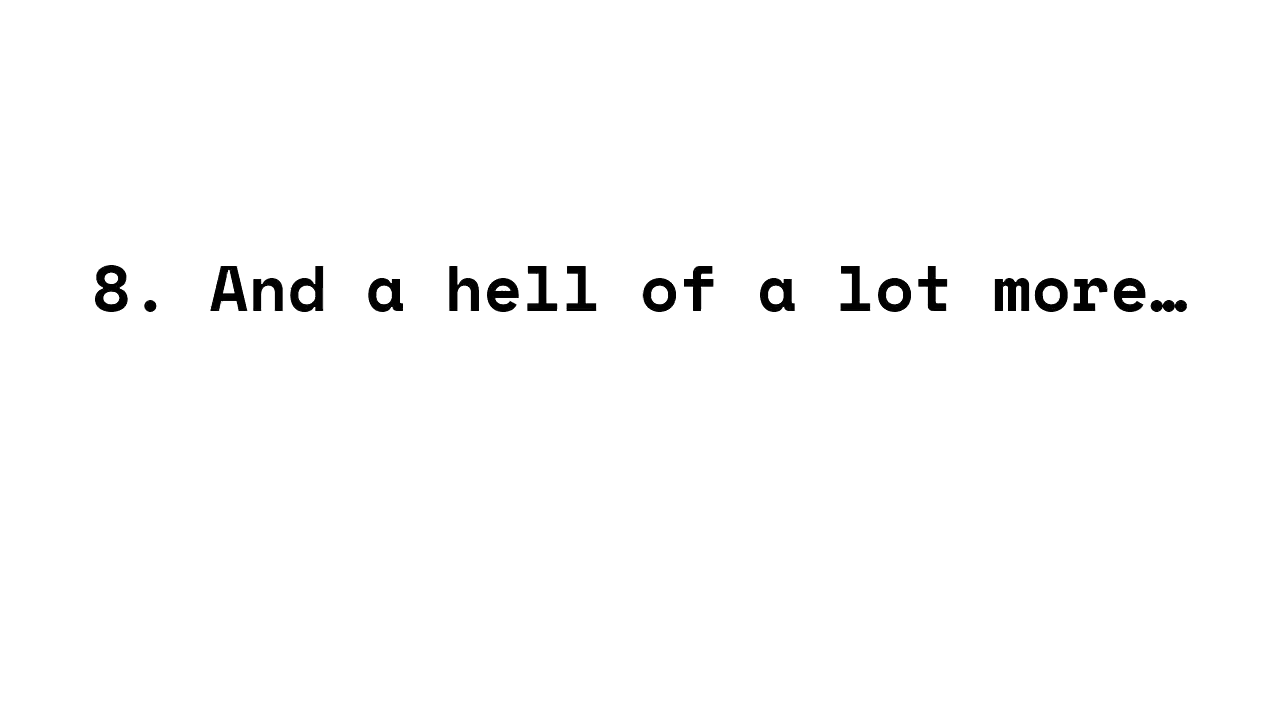 8. And a hell of a lot more…